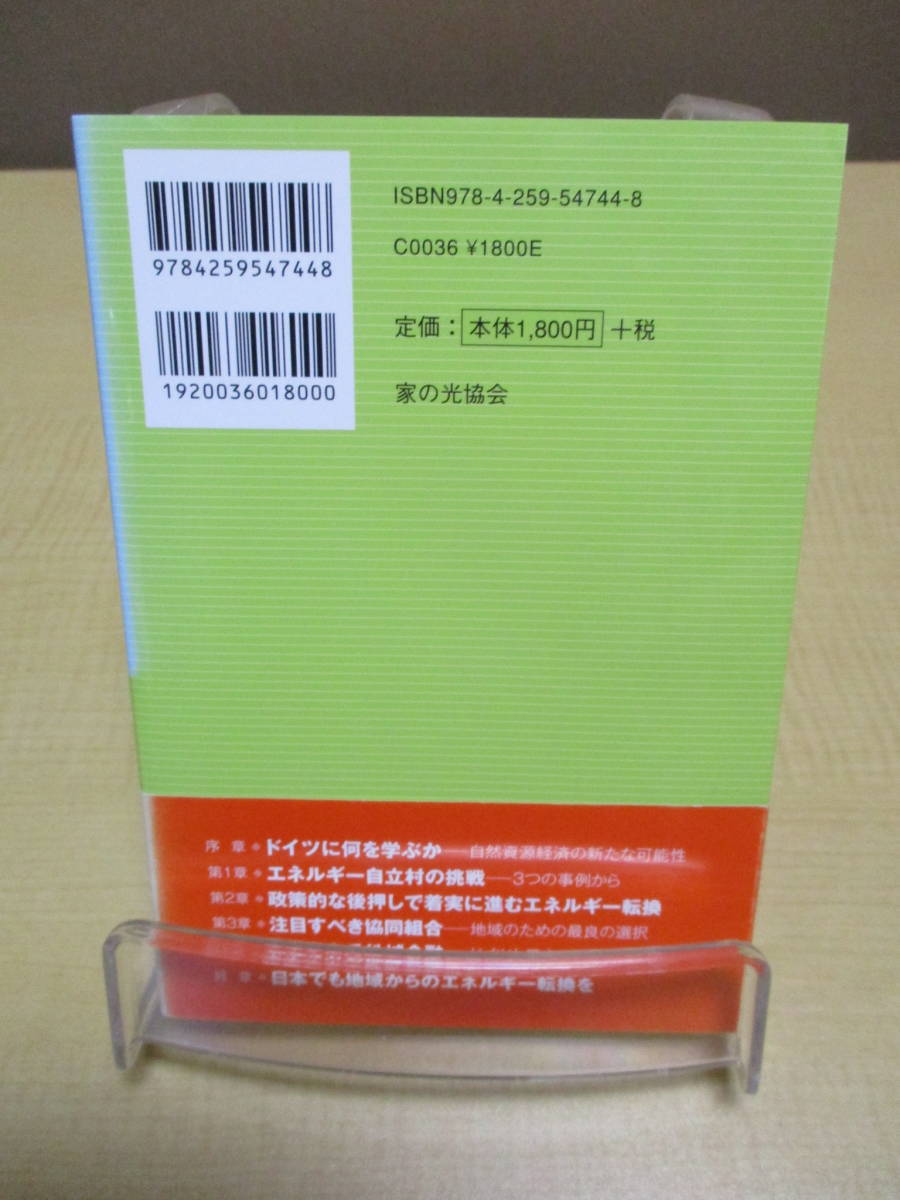 9784259547448
1920036018000
ISBN978-4-259-54744-8
C0036 ¥1800E
定価：本体1,800円＋税
家の光協会
序 章 ドイツに何を学ぶか──自然資源経済の新たな可能性
第1章 エネルギー自立村の挑戦──3つの事例から
第2章 政策的な後押しで着実に進むエネルギー転換
第3章 注目すべき協同組合──地域のための最良の選択
章 日本でも地域からのエネルギー転換を